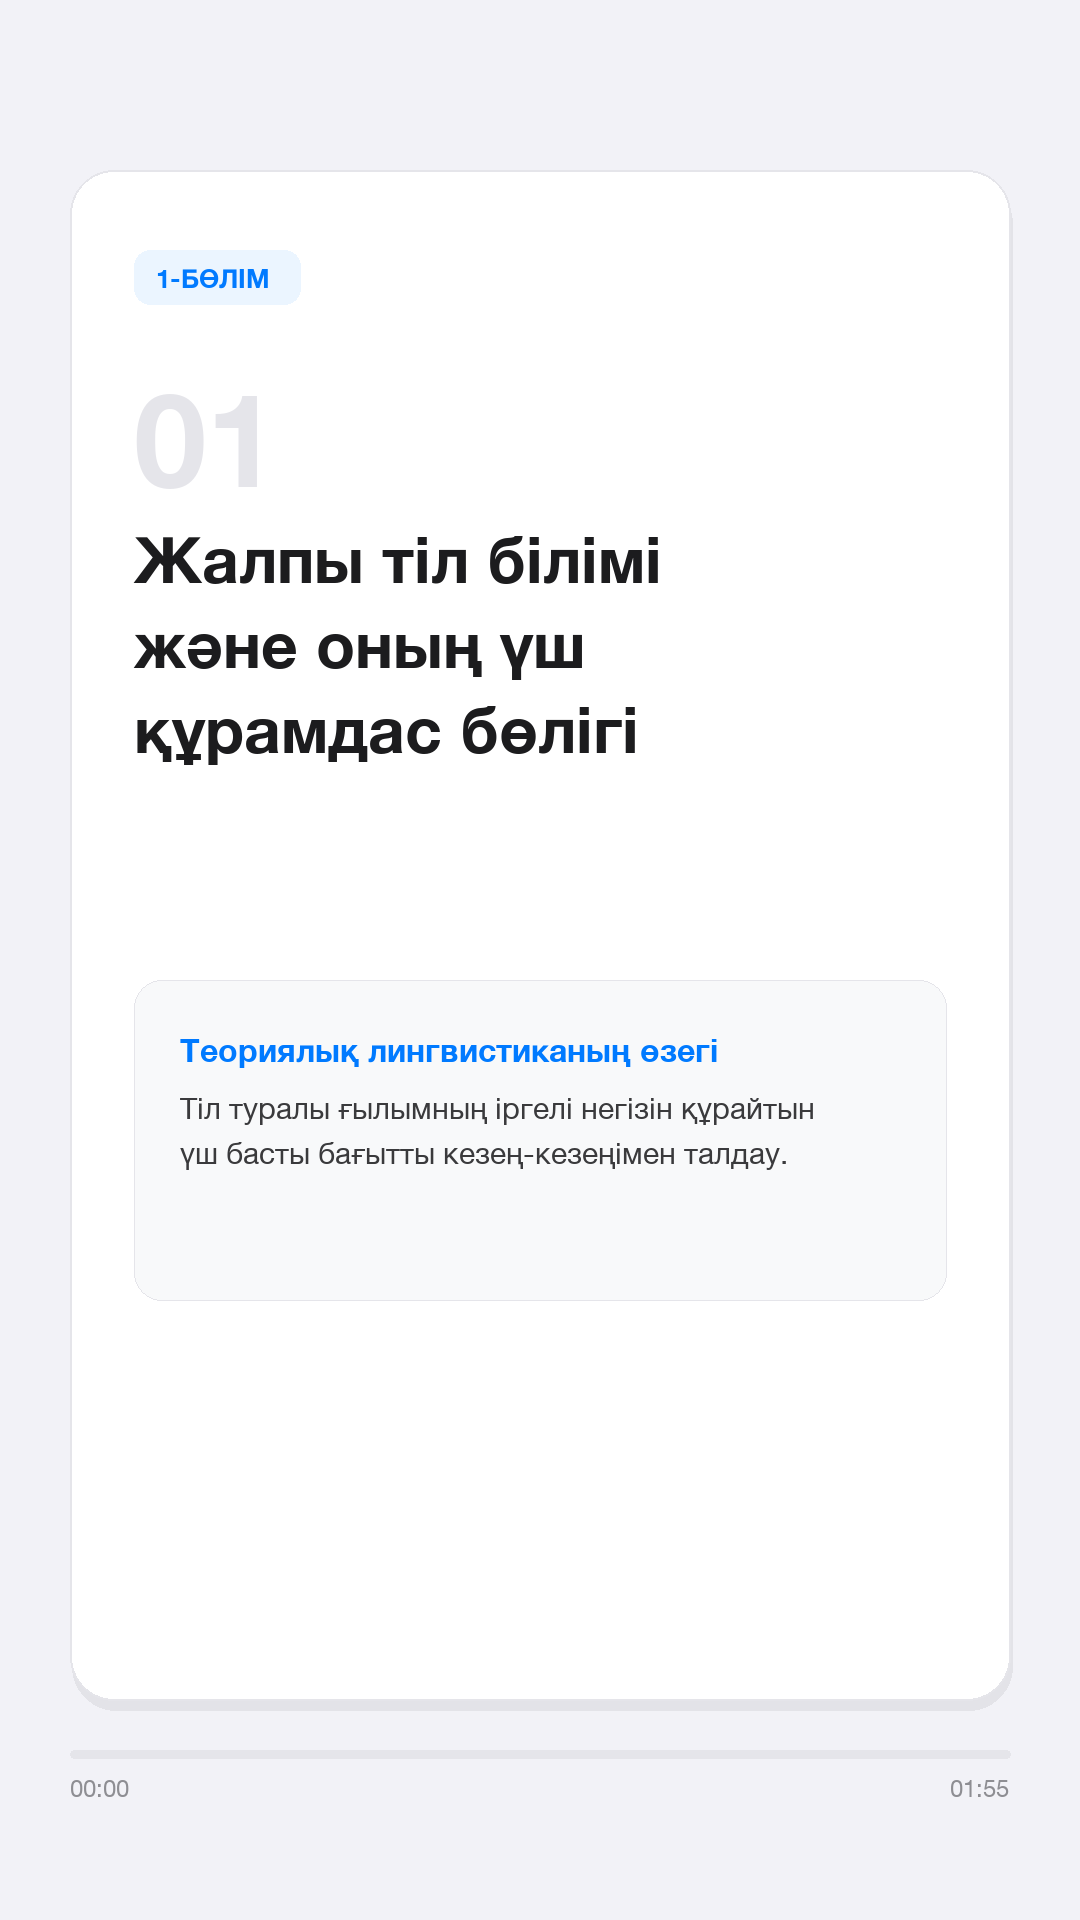 1-БӨЛІМ
01
Жалпы тіл білімі
және оның үш
құрамдас бөлігі
Теориялық лингвистиканың өзегі
Тіл туралы ғылымның іргелі негізін құрайтын
үш басты бағытты кезең-кезеңімен талдау.
00:00
01:55